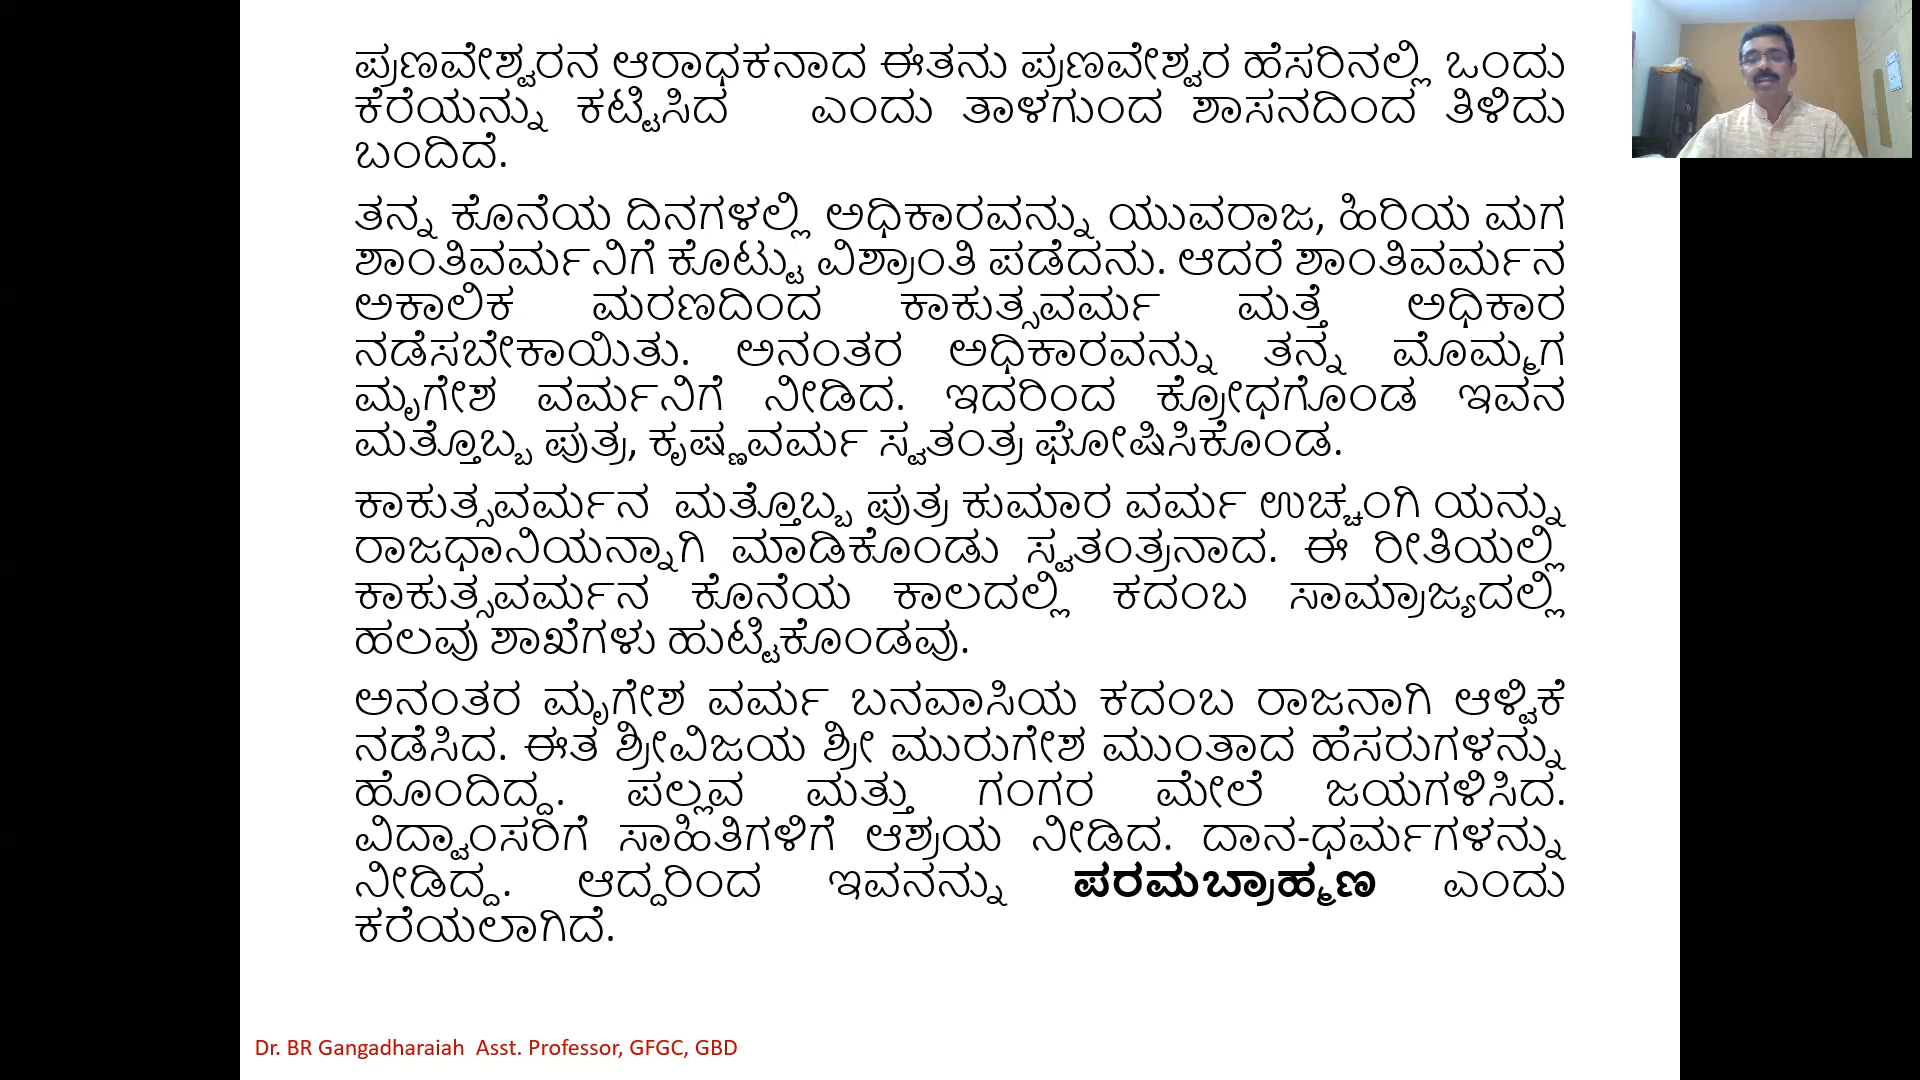 ಪ್ರಣವೇಶ್ವರನ ಆರಾಧಕನಾದ ಈತನು ಪ್ರಣವೇಶ್ವರ ಹೆಸರಿನಲ್ಲಿ ಒಂದು
ಕೆರೆಯನ್ನು ಕಟ್ಟಿಸಿದ ಎಂದು ತಾಳಗುಂದ ಶಾಸನದಿಂದ ತಿಳಿದು
ಬಂದಿದೆ.
ತನ್ನ ಕೊನೆಯ ದಿನಗಳಲ್ಲಿ ಅಧಿಕಾರವನ್ನು ಯುವರಾಜ, ಹಿರಿಯ ಮಗ
ಶಾಂತಿವರ್ಮನಿಗೆ ಕೊಟ್ಟು ವಿಶ್ರಾಂತಿ ಪಡೆದನು. ಆದರೆ ಶಾಂತಿವರ್ಮನ
ಅಕಾಲಿಕ ಮರಣದಿಂದ ಕಾಕುತ್ಸವರ್ಮ ಮತ್ತೆ ಅಧಿಕಾರ
ನಡೆಸಬೇಕಾಯಿತು. ಅನಂತರ ಅಧಿಕಾರವನ್ನು ತನ್ನ ಮೊಮ್ಮಗ
ಮೃಗೇಶ ವರ್ಮನಿಗೆ ನೀಡಿದ. ಇದರಿಂದ ಕ್ರೋಧಗೊಂಡ ಇವನ
ಮತ್ತೊಬ್ಬ ಪುತ್ರ, ಕೃಷ್ಣವರ್ಮ ಸ್ವತಂತ್ರ ಘೋಷಿಸಿಕೊಂಡ.
ಕಾಕುತ್ಸವರ್ಮನ ಮತ್ತೊಬ್ಬ ಪುತ್ರ ಕುಮಾರ ವರ್ಮ ಉಚ್ಚಂಗಿ ಯನ್ನು
ರಾಜಧಾನಿಯನ್ನಾಗಿ ಮಾಡಿಕೊಂಡು ಸ್ವತಂತ್ರನಾದ. ಈ ರೀತಿಯಲ್ಲಿ
ಕಾಕುತ್ಸವರ್ಮನ ಕೊನೆಯ ಕಾಲದಲ್ಲಿ ಕದಂಬ ಸಾಮ್ರಾಜ್ಯದಲ್ಲಿ
ಹಲವು ಶಾಖೆಗಳು ಹುಟ್ಟಿಕೊಂಡವು.
ಅನಂತರ ಮೃಗೇಶ ವರ್ಮ ಬನವಾಸಿಯ ಕದಂಬ ರಾಜನಾಗಿ ಆಳ್ವಿಕೆ
ನಡೆಸಿದ. ಈತ ಶ್ರೀವಿಜಯ ಶ್ರೀ ಮುರುಗೇಶ ಮುಂತಾದ ಹೆಸರುಗಳನ್ನು
ಹೊಂದಿದ್ದ. ಪಲ್ಲವ ಮತ್ತು ಗಂಗರ ಮೇಲೆ ಜಯಗಳಿಸಿದ.
ವಿದ್ವಾಂಸರಿಗೆ ಸಾಹಿತಿಗಳಿಗೆ ಆಶ್ರಯ ನೀಡಿದ. ದಾನ-ಧರ್ಮಗಳನ್ನು
ನೀಡಿದ್ದ. ಆದ್ದರಿಂದ ಇವನನ್ನು ಪರಮಬ್ರಾಹ್ಮಣ ಎಂದು
ಕರೆಯಲಾಗಿದೆ.
Dr. BR Gangadharaiah Asst. Professor, GFGC, GBD